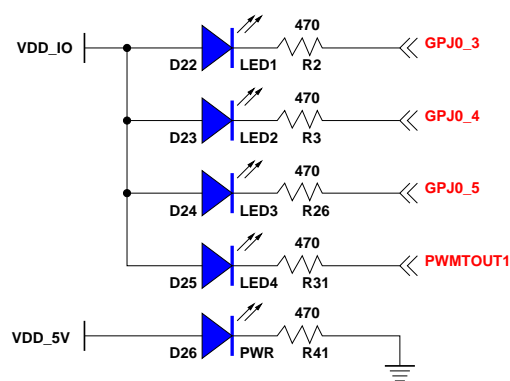 470
VDD_IO
GPJ0_3
D22 LED1 R2
470
GPJ0_4
D23 LED2 R3
470
GPJ0_5
D24 LED3 R26
470
PWMTOUT1
D25 LED4 R31
470
VDD_5V
D26 PWR R41